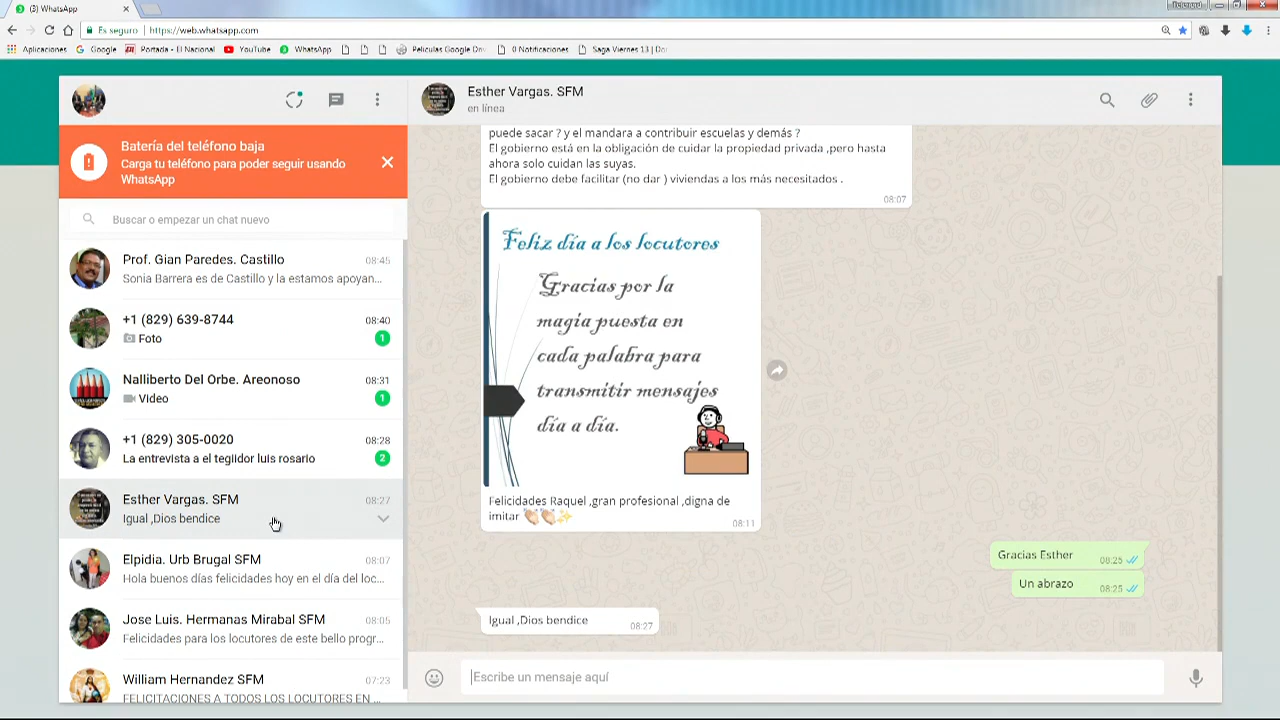 (3) WhatsApp
Es seguro | https://web.whatsapp.com
Aplicaciones Google Portada - El Nacional YouTube WhatsApp Peliculas Google Driv 0 Notificaciones Saga Viernes 13 | Do
Esther Vargas. SFM
en línea
Batería del teléfono baja
Carga tu teléfono para poder seguir usando
WhatsApp
Buscar o empezar un chat nuevo
Prof. Gian Paredes. Castillo 08:45
Sonia Barrera es de Castillo y la estamos apoyan...
+1 (829) 639-8744 08:40
Foto 1
Nalliberto Del Orbe. Areonoso 08:31
Video 1
+1 (829) 305-0020 08:28
La entrevista a el tegiidor luis rosario 2
Esther Vargas. SFM 08:27
Igual ,Dios bendice
Elpidia. Urb Brugal SFM 08:07
Hola buenos días felicidades hoy en el día del loc...
Jose Luis. Hermanas Mirabal SFM 08:05
Felicidades para los locutores de este bello progr...
William Hernandez SFM 07:23
FELICITACIONES A TODOS LOS LOCUTORES EN ...
puede sacar ? y el mandara a contribuir escuelas y demás ?
El gobierno está en la obligación de cuidar la propiedad privada ,pero hasta
ahora solo cuidan las suyas.
El gobierno debe facilitar (no dar ) viviendas a los más necesitados .
08:07
Feliz día a los locutores
Gracias por la
magia puesta en
cada palabra para
transmitir mensajes
día a día.
Felicidades Raquel ,gran profesional ,digna de
imitar 👏🏼👏🏼✨
08:11
Gracias Esther 08:25
Un abrazo 08:25
Igual ,Dios bendice 08:27
Escribe un mensaje aquí